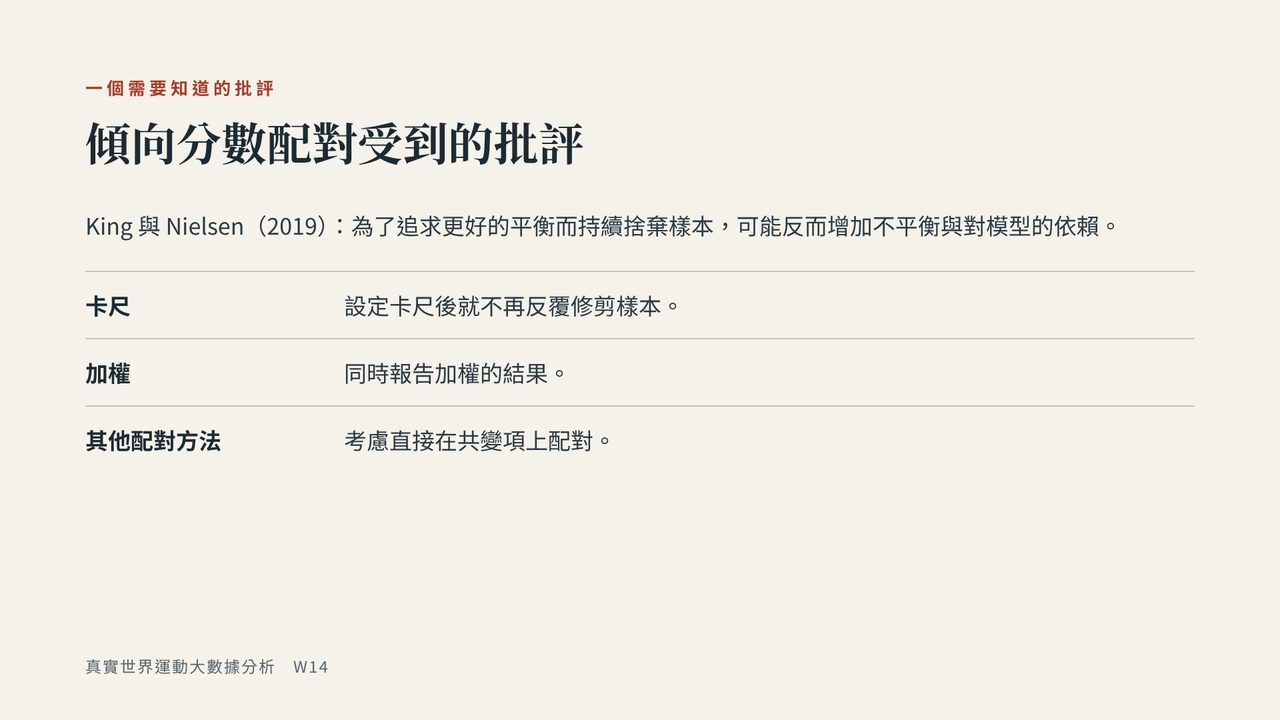 一個需要知道的批評
傾向分數配對受到的批評
King 與 Nielsen（2019）：為了追求更好的平衡而持續捨棄樣本，可能反而增加不平衡與對模型的依賴。
卡尺 設定卡尺後就不再反覆修剪樣本。
加權 同時報告加權的結果。
其他配對方法 考慮直接在共變項上配對。
真實世界運動大數據分析 W14